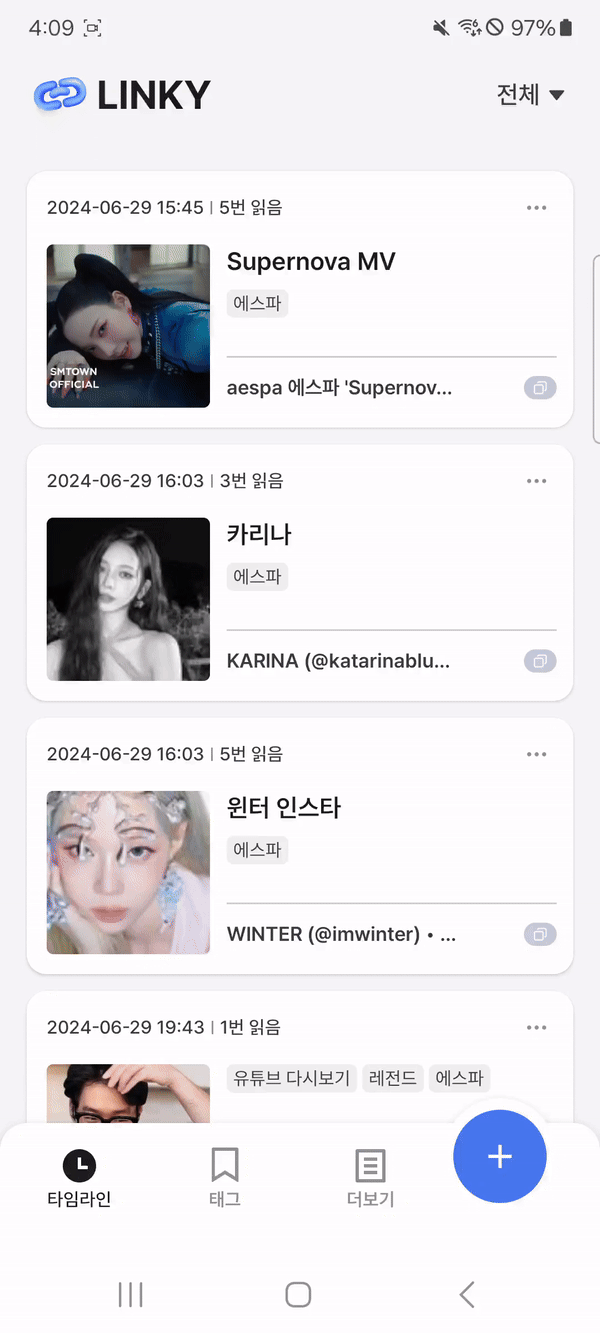 4:09
97%
LINKY
전체
2024-06-29 15:45 | 5번 읽음
Supernova MV
에스파
SMTOWN
OFFICIAL
aespa 에스파 'Supernov...
2024-06-29 16:03 | 3번 읽음
카리나
에스파
KARINA (@katarinablu...
2024-06-29 16:03 | 5번 읽음
윈터 인스타
에스파
WINTER (@imwinter) • ...
2024-06-29 19:43 | 1번 읽음
유튜브 다시보기 레전드 에스파
타임라인 태그 더보기